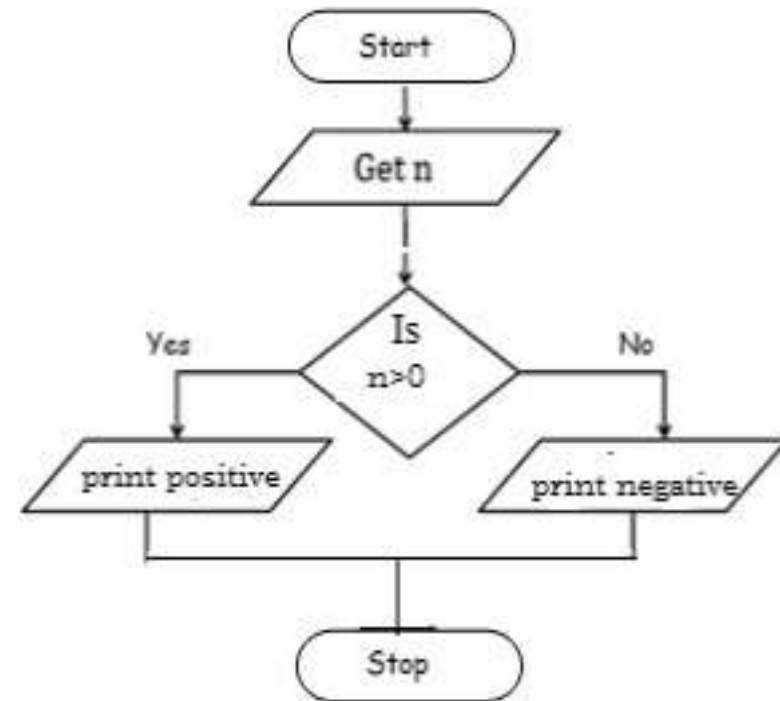 Start
Get n
Is
n>0
Yes
No
print positive
print negative
Stop